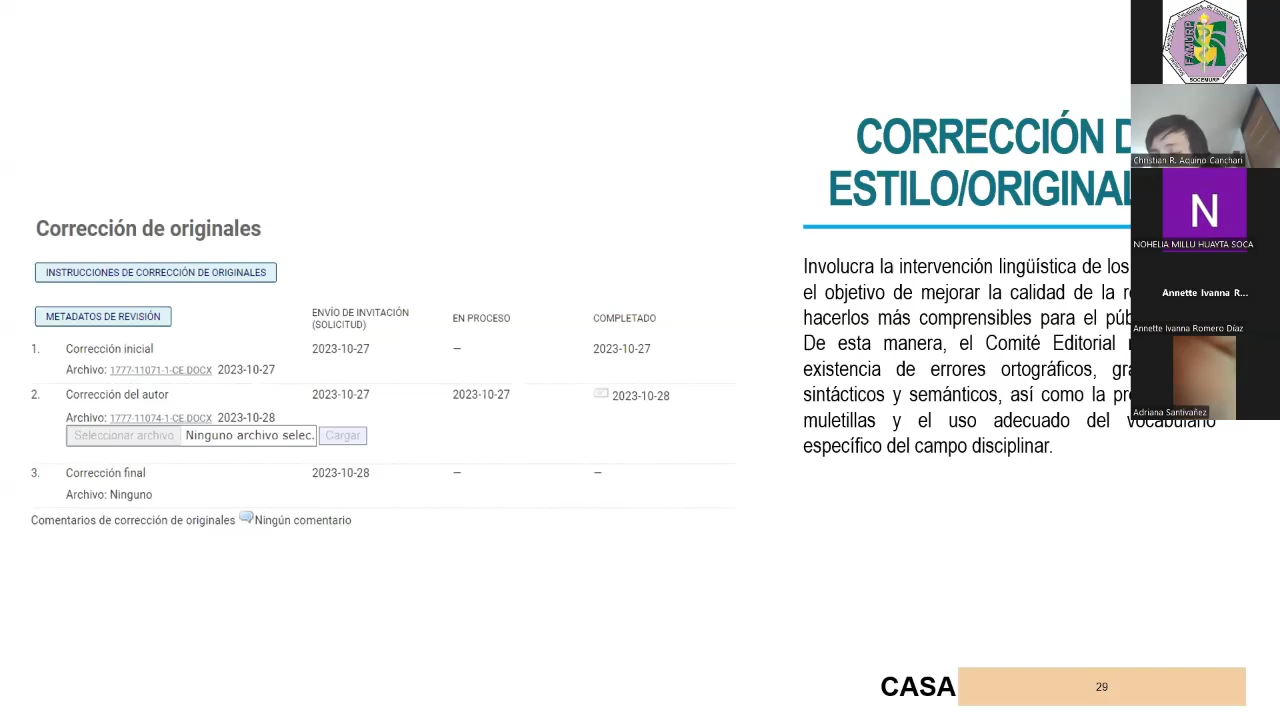 Corrección de originales
INSTRUCCIONES DE CORRECCIÓN DE ORIGINALES
METADATOS DE REVISIÓN
ENVÍO DE INVITACIÓN (SOLICITUD)
EN PROCESO
COMPLETADO
1. Corrección inicial 2023-10-27 — 2023-10-27
Archivo: 1777-11071-1-CE.DOCX 2023-10-27
2. Corrección del autor 2023-10-27 2023-10-27 2023-10-28
Archivo: 1777-11074-1-CE.DOCX 2023-10-28
Seleccionar archivo Ninguno archivo selec. Cargar
3. Corrección final 2023-10-28 — —
Archivo: Ninguno
Comentarios de corrección de originales Ningún comentario
CORRECCIÓN D
ESTILO/ORIGINAL
Involucra la intervención lingüística de los
el objetivo de mejorar la calidad de la
hacerlos más comprensibles para el
De esta manera, el Comité Editorial
existencia de errores ortográficos,
sintácticos y semánticos, así como la
muletillas y el uso adecuado del vocabulario
específico del campo disciplinar.
CASA
29
FAMURP
SOCEMURP
Christian R. Aquino Canchari
N
NOHELIA MILLU HUAYTA SOCA
Annette Ivanna R...
Annette Ivanna Romero Díaz
Adriana Santivañez